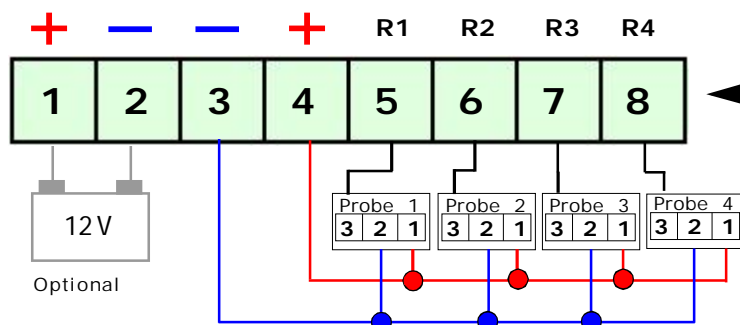 + − − + R1 R2 R3 R4
1 2 3 4 5 6 7 8
Probe 1 Probe 2 Probe 3 Probe 4
3 2 1 3 2 1 3 2 1 3 2 1
12V
Optional